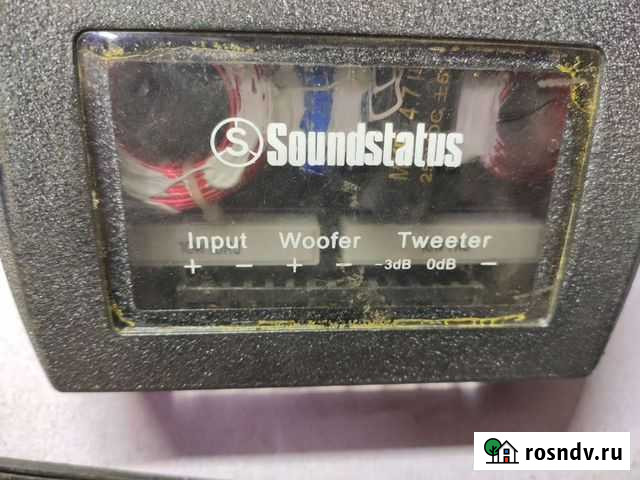 S Soundstatus
Input Woofer Tweeter
+ − + − −3dB 0dB −
rosndv.ru